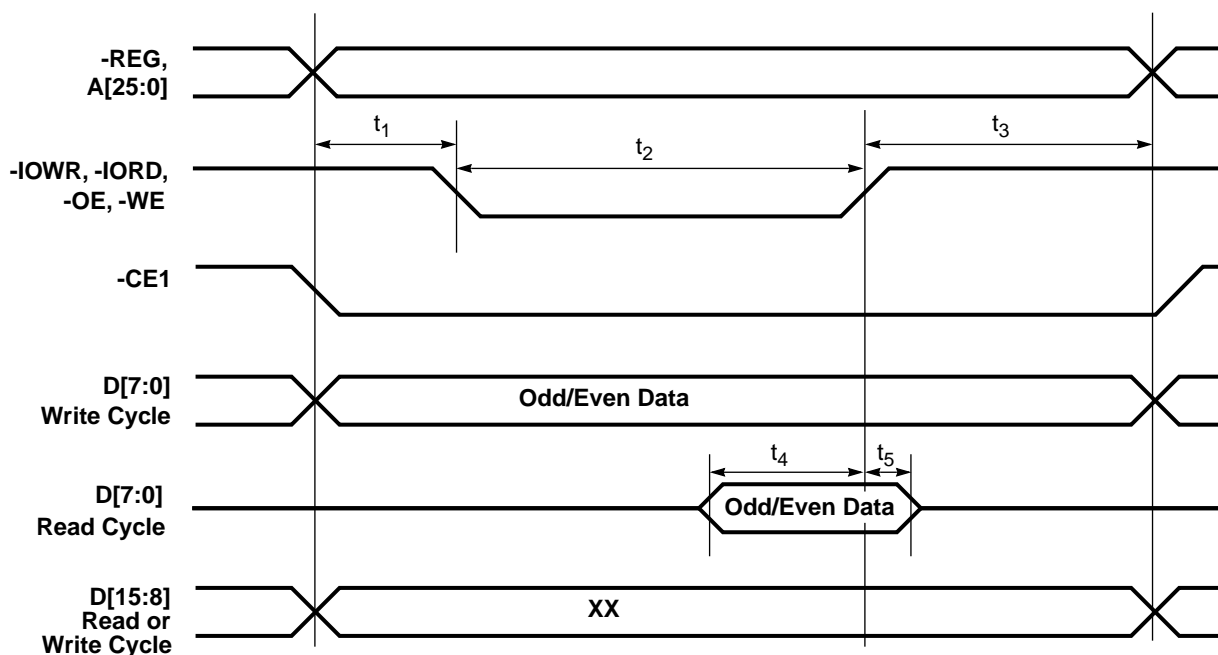 -REG,
A[25:0]
t1
t2
t3
-IOWR, -IORD,
-OE, -WE
-CE1
D[7:0]
Write Cycle
Odd/Even Data
t4
t5
D[7:0]
Read Cycle
Odd/Even Data
D[15:8]
Read or
Write Cycle
XX